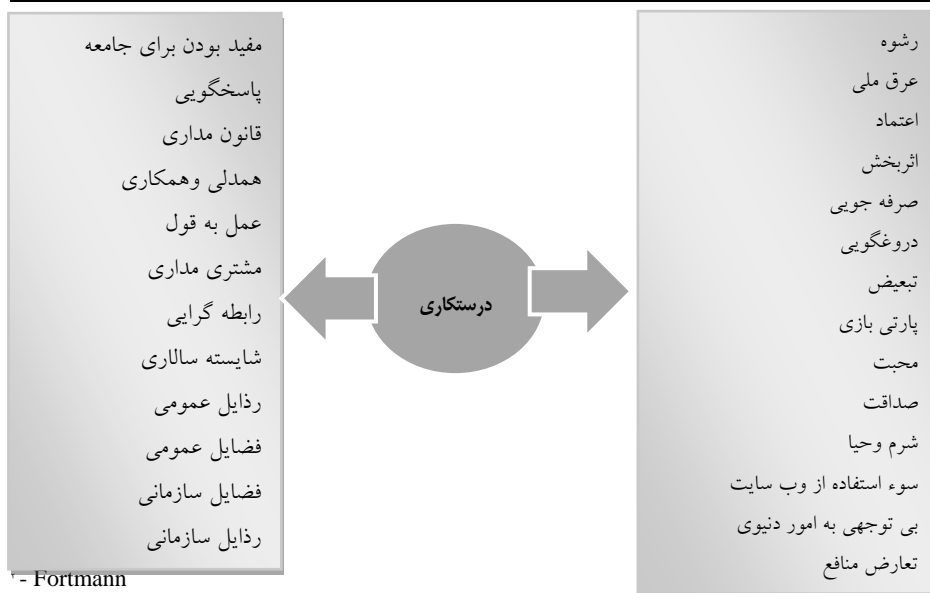 رشوه
عرق ملی
اعتماد
اثربخش
صرفه جویی
دروغگویی
تبعیض
پارتی بازی
محبت
صداقت
شرم وحیا
سوء استفاده از وب سایت
بی توجهی به امور دنیوی
تعارض منافع
درستکاری
مفید بودن برای جامعه
پاسخگویی
قانون مداری
همدلی وهمکاری
عمل به قول
مشتری مداری
رابطه گرایی
شایسته سالاری
رذایل عمومی
فضایل عمومی
فضایل سازمانی
رذایل سازمانی
- Fortmann